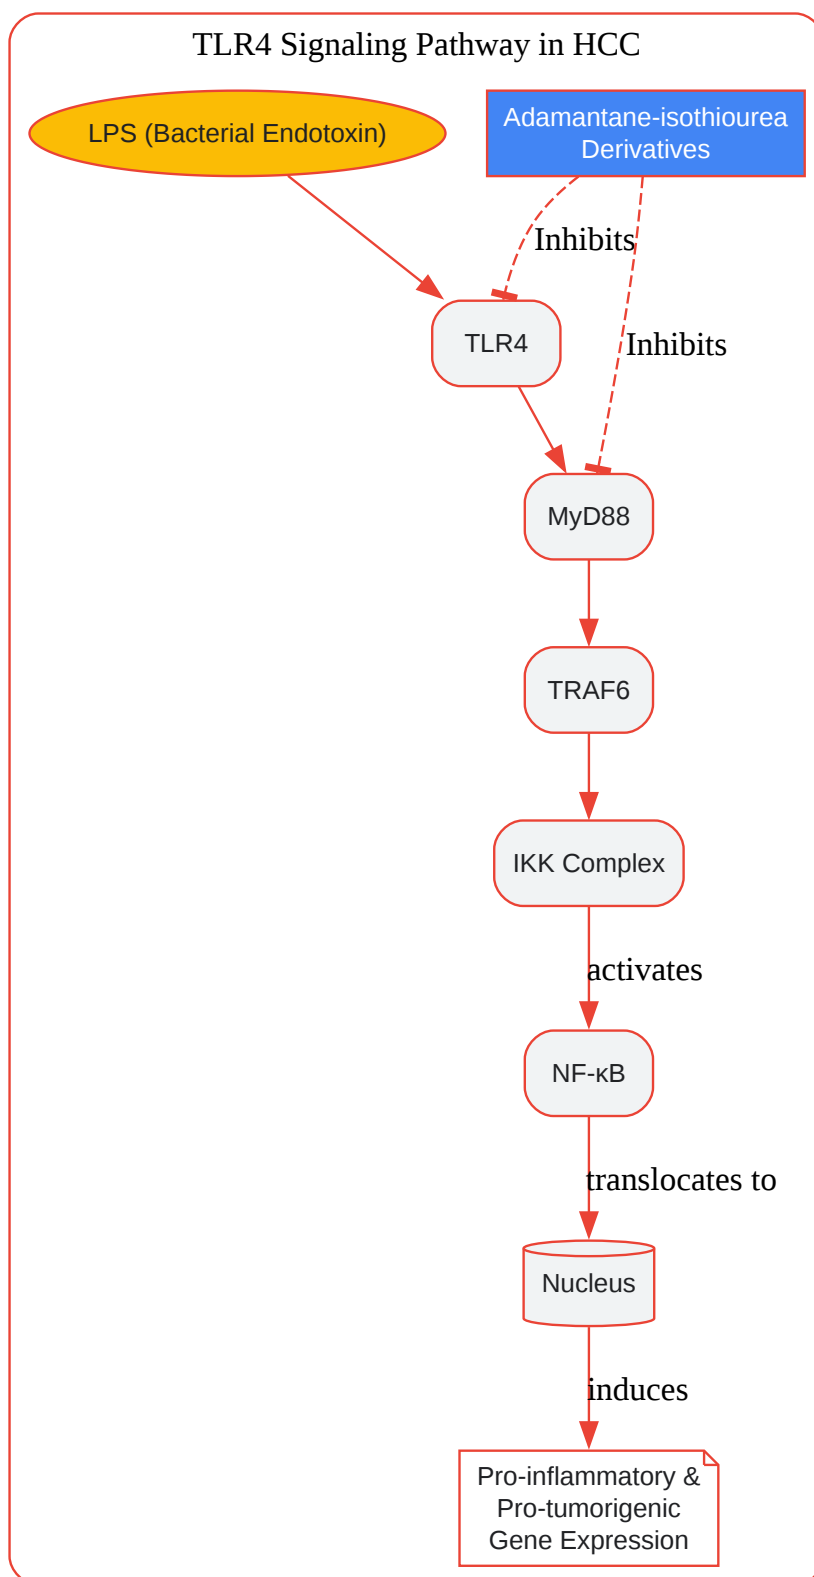 TLR4 Signaling Pathway in HCC
LPS (Bacterial Endotoxin)
Adamantane-isothiourea
Derivatives
Inhibits
TLR4
Inhibits
MyD88
TRAF6
IKK Complex
activates
NF-κB
translocates to
Nucleus
induces
Pro-inflammatory &
Pro-tumorigenic
Gene Expression